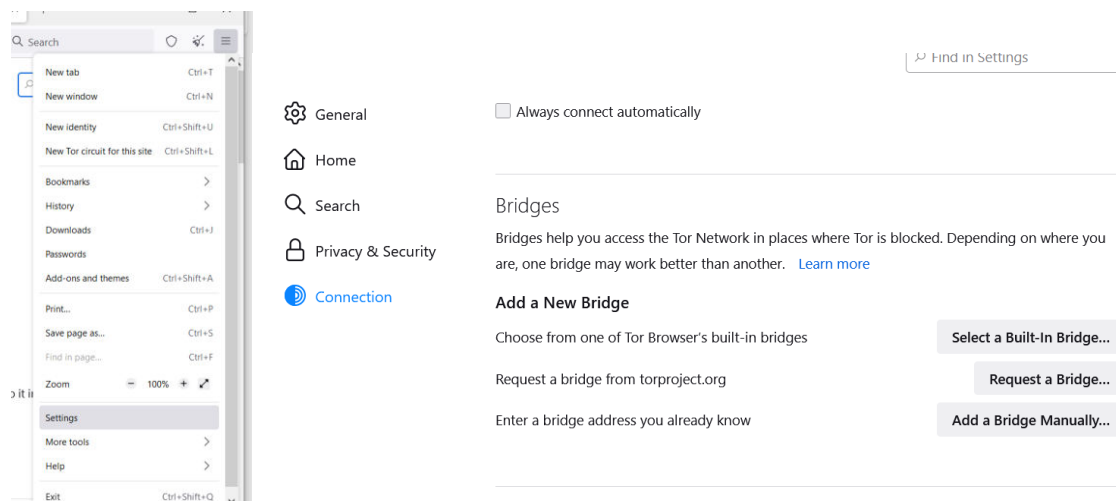 Search
New tab Ctrl+T
New window Ctrl+N
New identity Ctrl+Shift+U
New Tor circuit for this site Ctrl+Shift+L
Bookmarks
History
Downloads Ctrl+J
Passwords
Add-ons and themes Ctrl+Shift+A
Print... Ctrl+P
Save page as... Ctrl+S
Find in page... Ctrl+F
Zoom 100%
Settings
More tools
Help
Exit Ctrl+Shift+Q
Find in Settings
General
Home
Search
Privacy & Security
Connection
Always connect automatically
Bridges
Bridges help you access the Tor Network in places where Tor is blocked. Depending on where you
are, one bridge may work better than another. Learn more
Add a New Bridge
Choose from one of Tor Browser's built-in bridges Select a Built-In Bridge...
Request a bridge from torproject.org Request a Bridge...
Enter a bridge address you already know Add a Bridge Manually...